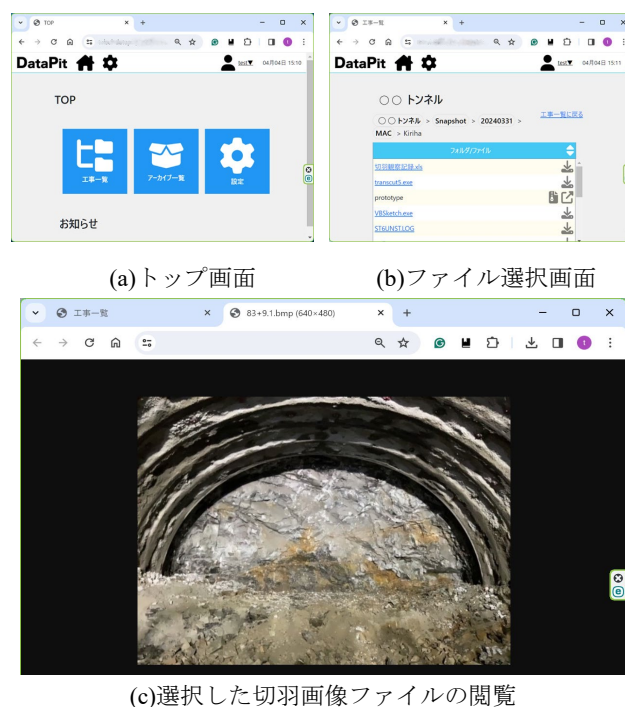 TOP
DataPit
test▼
04月04日 15:10
TOP
工事一覧
アーカイブ一覧
設定
お知らせ
(a)トップ画面
工事一覧
DataPit
test▼
04月04日 15:11
○○ トンネル
工事一覧に戻る
○○トンネル > Snapshot > 20240331 >
MAC > Kiriha
フォルダ/ファイル
切羽観察記録.xls
transcut5.exe
prototype
VBSketch.exe
ST6UNST.LOG
(b)ファイル選択画面
工事一覧
83+9.1.bmp (640×480)
(c)選択した切羽画像ファイルの閲覧